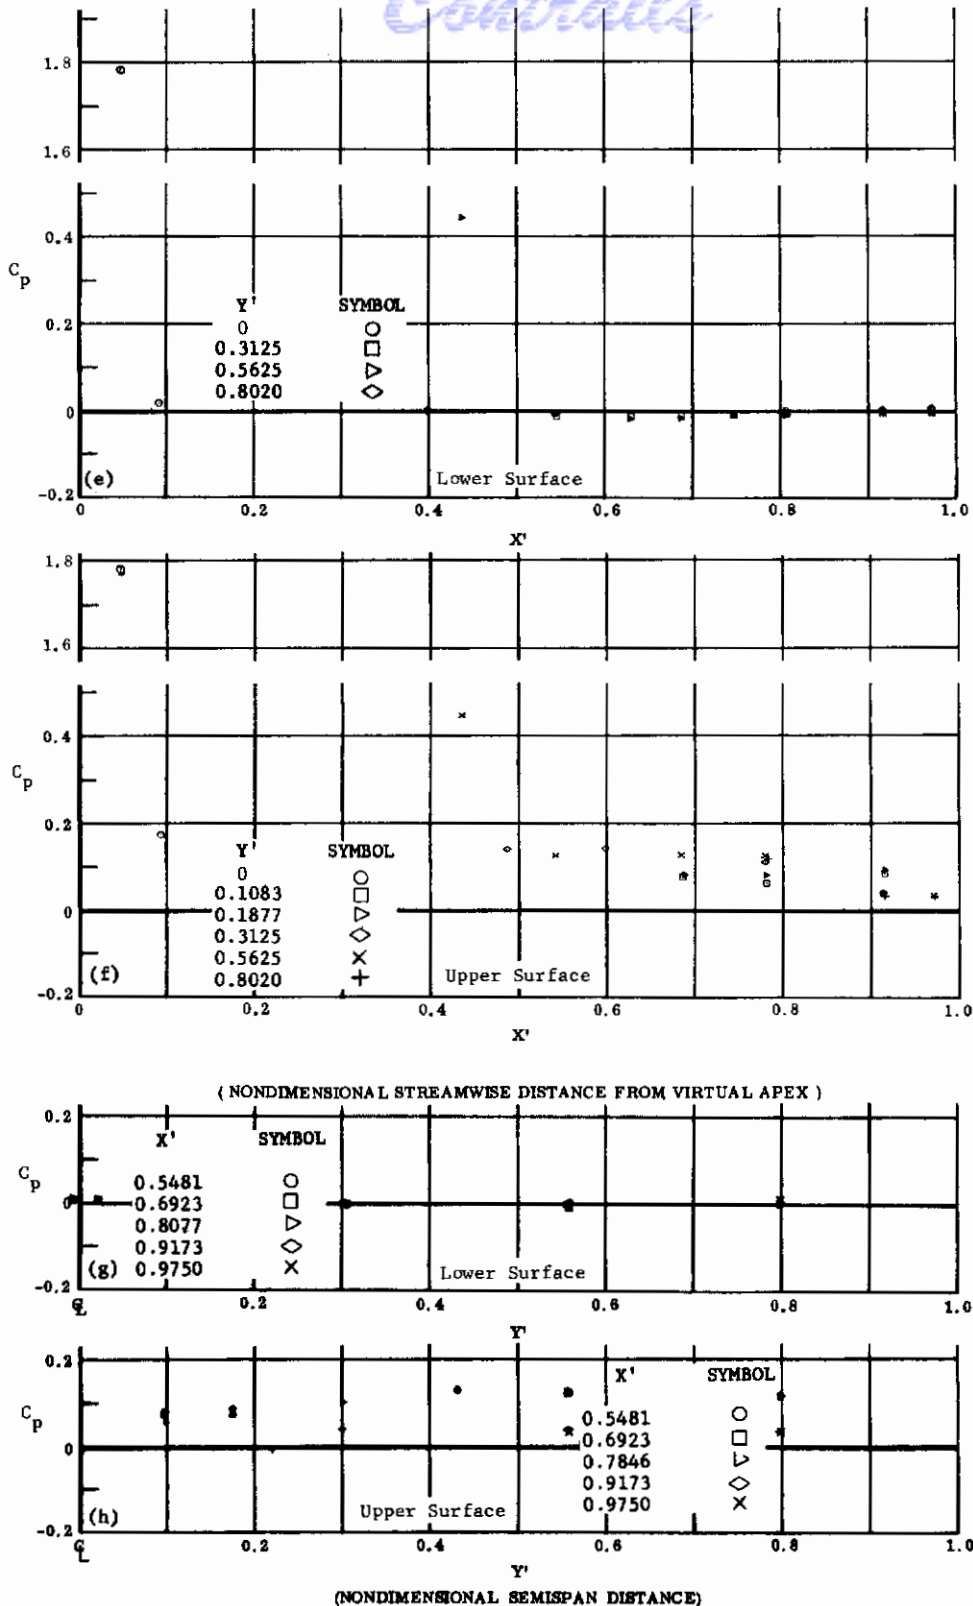 Contrails
1.8
1.6
0.4
Cp
Y' SYMBOL
0 ○
0.2
0.3125 □
0.5625 ▷
0.8020 ◇
0
(e) Lower Surface
-0.2
0 0.2 0.4 0.6 0.8 1.0
X'
1.8
1.6
0.4
Cp
0.2
Y' SYMBOL
0 ○
0.1083 □
0.1877 ▷
0.3125 ◇
0.5625 ×
0.8020 +
0
(f) Upper Surface
-0.2
0 0.2 0.4 0.6 0.8 1.0
X'
( NONDIMENSIONAL STREAMWISE DISTANCE FROM VIRTUAL APEX )
0.2
X' SYMBOL
Cp
0.5481 ○
0 0.6923 □
0.8077 ▷
0.9173 ◇
(g) 0.9750 × Lower Surface
-0.2
℄ 0.2 0.4 0.6 0.8 1.0
Y'
0.2
X' SYMBOL
Cp
0.5481 ○
0 0.6923 □
0.7846 ▷
0.9173 ◇
0.9750 ×
(h) Upper Surface
-0.2
℄ 0.2 0.4 0.6 0.8 1.0
Y'
(NONDIMENSIONAL SEMISPAN DISTANCE)